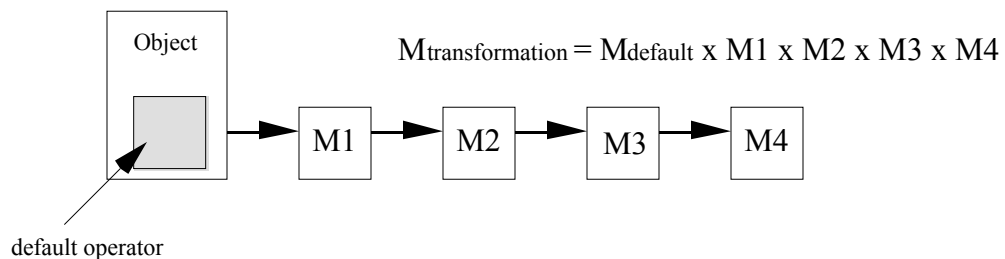 Object
Mtransformation = Mdefault x M1 x M2 x M3 x M4
M1
M2
M3
M4
default operator